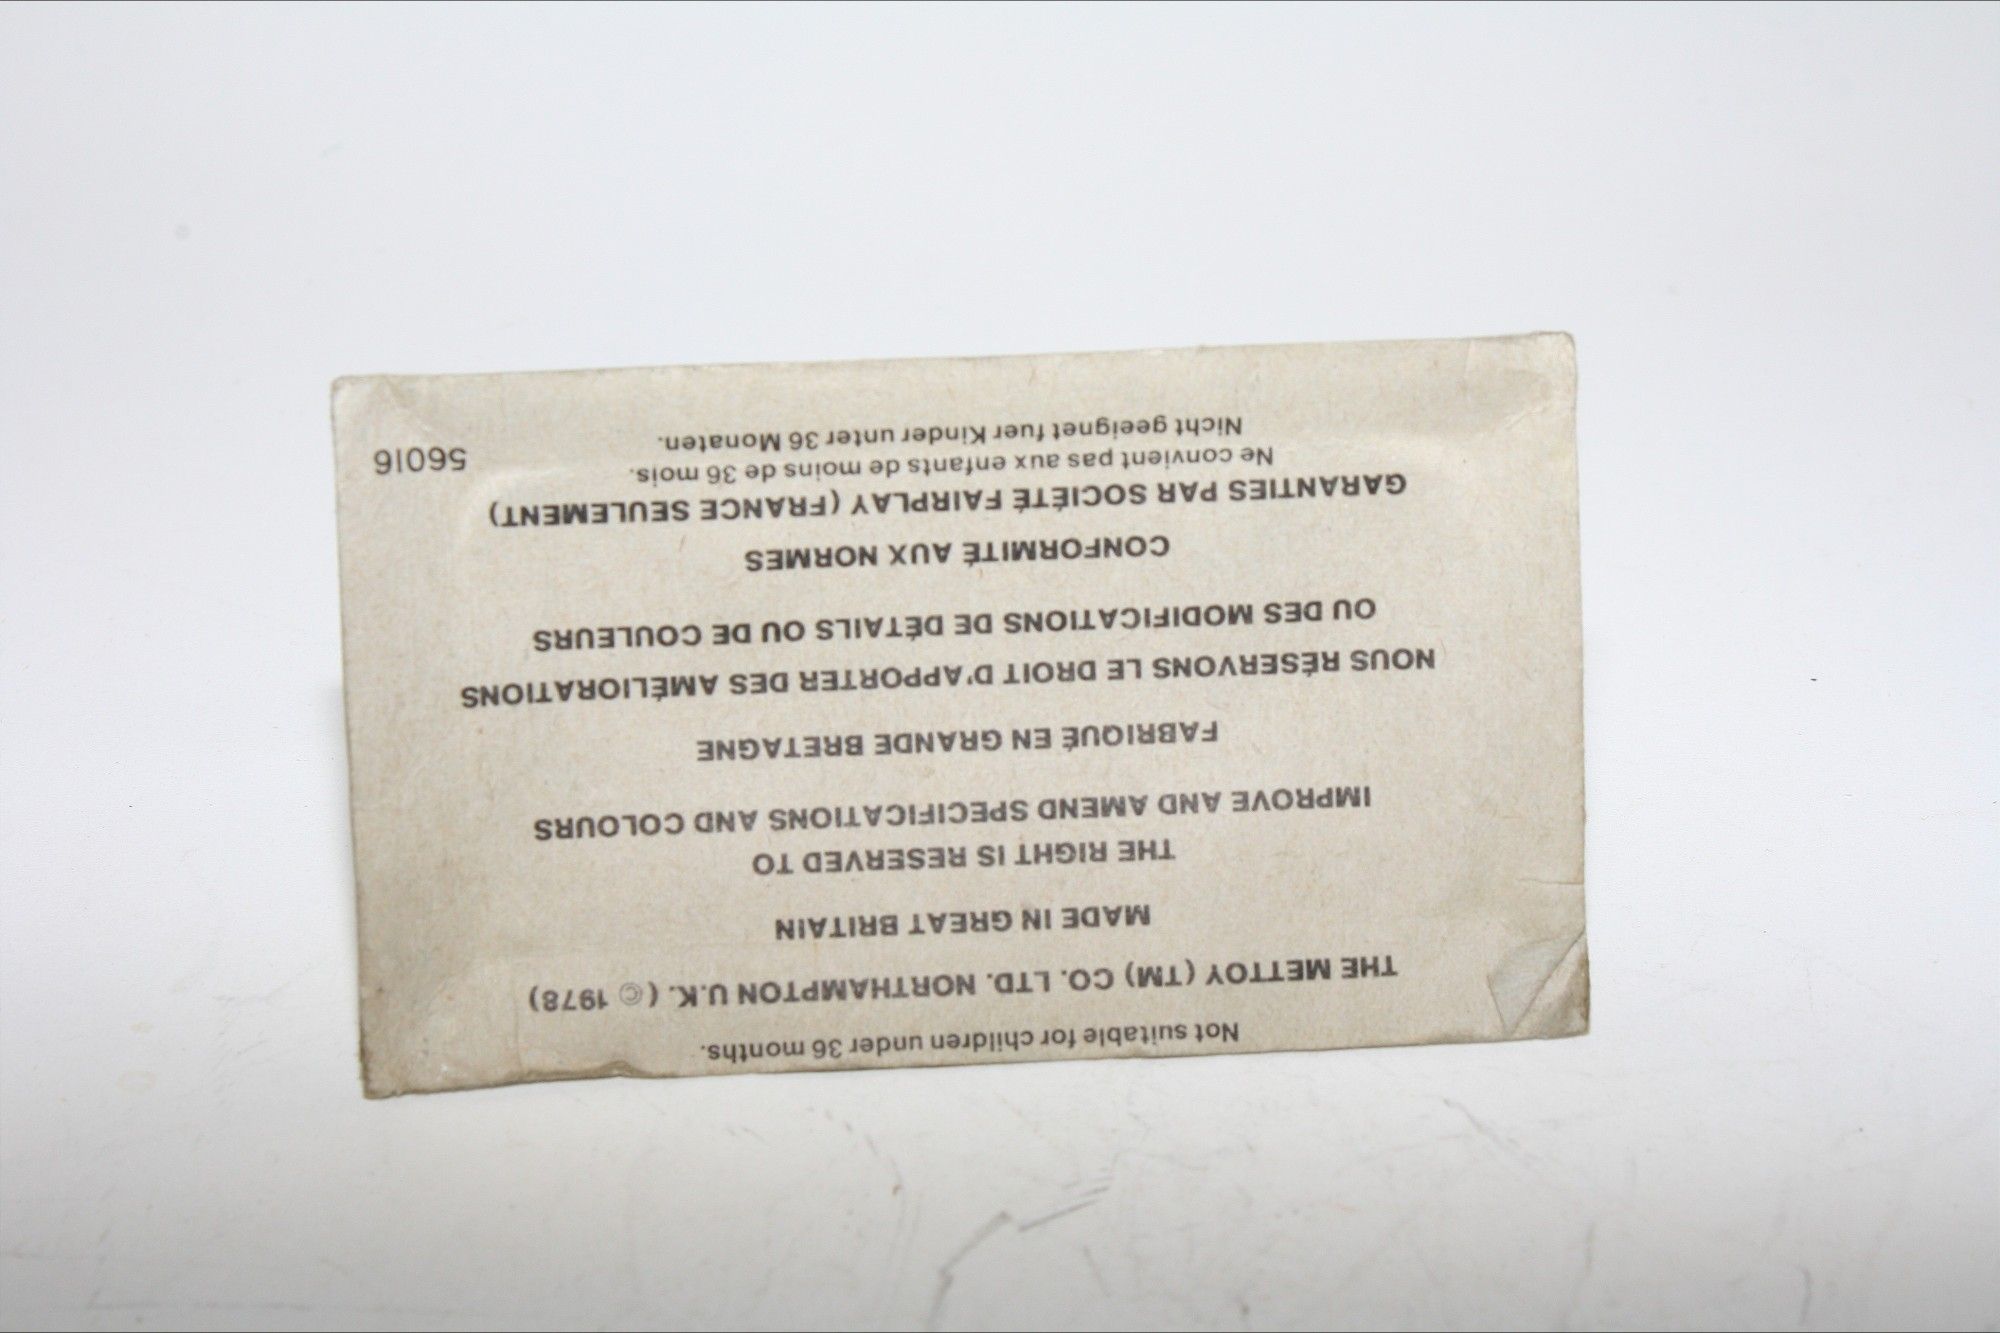 Not suitable for children under 36 months.
THE METTOY (TM) CO. LTD. NORTHAMPTON U.K. ( © 1978)
MADE IN GREAT BRITAIN
THE RIGHT IS RESERVED TO
IMPROVE AND AMEND SPECIFICATIONS AND COLOURS
FABRIQUÉ EN GRANDE BRETAGNE
NOUS RÉSERVONS LE DROIT D'APPORTER DES AMÉLIORATIONS
OU DES MODIFICATIONS DE DÉTAILS OU DE COULEURS
CONFORMITÉ AUX NORMES
GARANTIES PAR SOCIÉTÉ FAIRPLAY (FRANCE SEULEMENT)
Ne convient pas aux enfants de moins de 36 mois.
Nicht geeignet fuer Kinder unter 36 Monaten.
56016